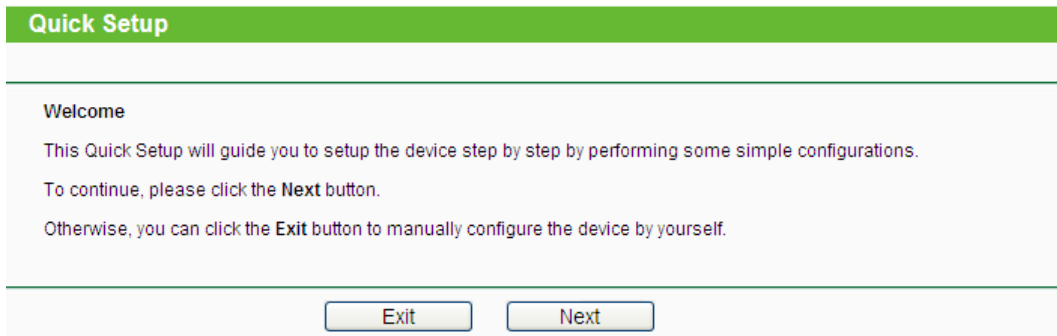 Quick Setup
Welcome
This Quick Setup will guide you to setup the device step by step by performing some simple configurations.
To continue, please click the Next button.
Otherwise, you can click the Exit button to manually configure the device by yourself.
Exit Next